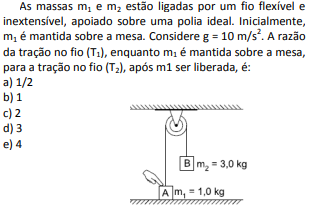 As massas m₁ e m₂ estão ligadas por um fio flexível e
inextensível, apoiado sobre uma polia ideal. Inicialmente,
m₁ é mantida sobre a mesa. Considere g = 10 m/s². A razão
da tração no fio (T₁), enquanto m₁ é mantida sobre a mesa,
para a tração no fio (T₂), após m1 ser liberada, é:
a) 1/2
b) 1
c) 2
d) 3
e) 4
B m₂ = 3,0 kg
A m₁ = 1,0 kg